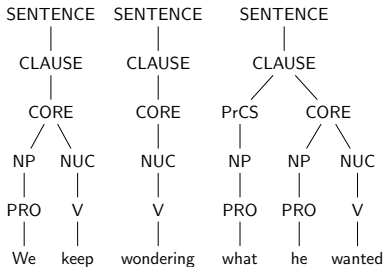 SENTENCE SENTENCE SENTENCE
CLAUSE CLAUSE CLAUSE
CORE CORE PrCS CORE
NP NUC NUC NP NP NUC
PRO V V PRO PRO V
We keep wondering what he wanted